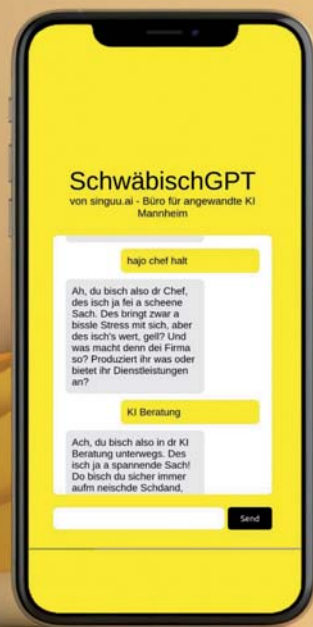 SchwäbischGPT
von singuu.ai - Büro für angewandte KI
Mannheim
hajo chef halt
Ah, du bisch also dr Chef,
des isch ja fei a scheene
Sach. Des bringt zwar a
bissle Stress mit sich, aber
des isch's wert, gell? Und
was macht denn dei Firma
so? Produziert ihr was oder
bietet ihr Dienstleistungen
an?
KI Beratung
Ach, du bisch also in dr KI
Beratung unterwegs. Des
isch ja a spannende Sach!
Do bisch du sicher immer
aufm neischde Schdand,
Send